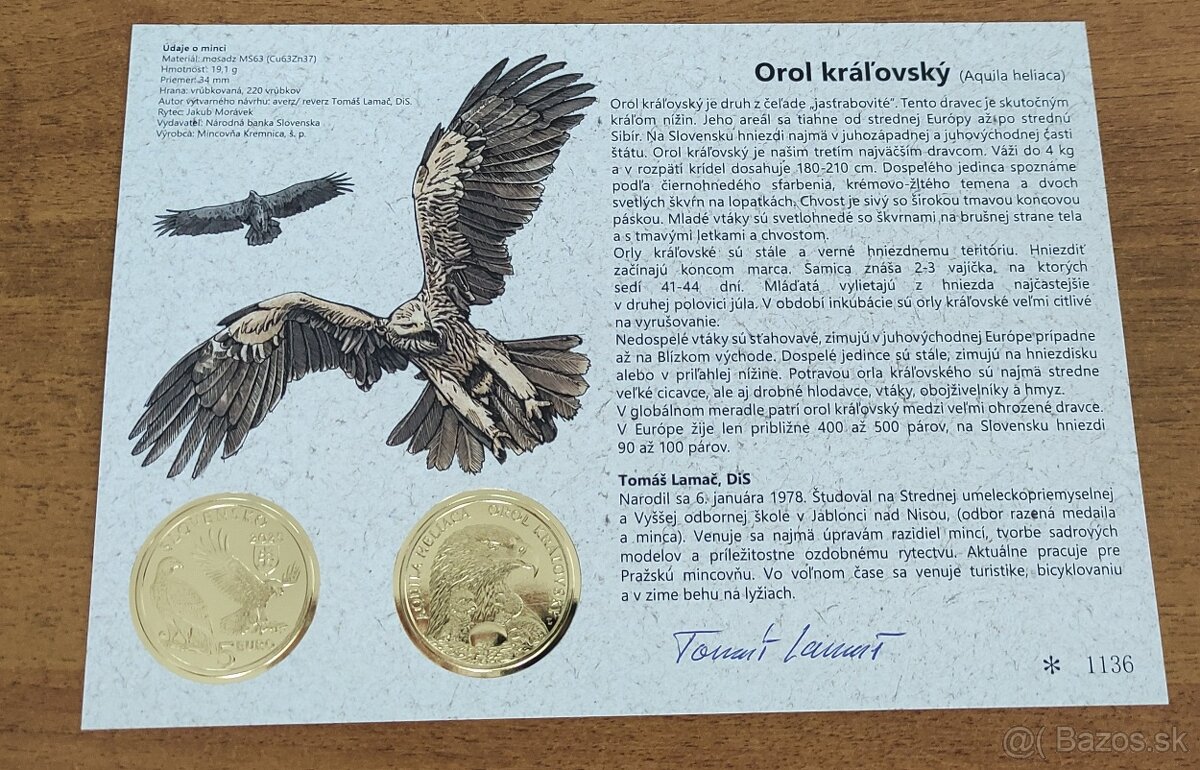 Údaje o minci
Materiál: mosadz MS63 (Cu63Zn37)
Hmotnosť: 19,1 g
Priemer: 34 mm
Hrana: vrúbkovaná, 220 vrúbkov
Autor výtvarného návrhu: averz/ reverz Tomáš Lamač, DiS.
Rytec: Jakub Morávek
Vydavateľ: Národná banka Slovenska
Výrobca: Mincovňa Kremnica, š. p.
Orol kráľovský (Aquila heliaca)
Orol kráľovský je druh z čeľade „jastrabovité“. Tento dravec je skutočným
kráľom nížin. Jeho areál sa tiahne od strednej Európy až po strednú
Sibír. Na Slovensku hniezdi najmä v juhozápadnej a juhovýchodnej časti
štátu. Orol kráľovský je našim tretím najväčším dravcom. Váži do 4 kg
a v rozpätí krídel dosahuje 180-210 cm. Dospelého jedinca spoznáme
podľa čiernohnedého sfarbenia, krémovo-žltého temena a dvoch
svetlých škvŕn na lopatkách. Chvost je sivý so širokou tmavou koncovou
páskou. Mladé vtáky sú svetlohnedé so škvrnami na brušnej strane tela
a s tmavými letkami a chvostom.
Orly kráľovské sú stále a verné hniezdnemu teritóriu. Hniezdiť
začínajú koncom marca. Samica znáša 2-3 vajíčka, na ktorých
sedí 41-44 dní. Mláďatá vylietajú z hniezda najčastejšie
v druhej polovici júla. V období inkubácie sú orly kráľovské veľmi citlivé
na vyrušovanie.
Nedospelé vtáky sú sťahovavé, zimujú v juhovýchodnej Európe prípadne
až na Blízkom východe. Dospelé jedince sú stále, zimujú na hniezdisku
alebo v priľahlej nížine. Potravou orla kráľovského sú najmä stredne
veľké cicavce, ale aj drobné hlodavce, vtáky, obojživelníky a hmyz.
V globálnom meradle patrí orol kráľovský medzi veľmi ohrozené dravce.
V Európe žije len približne 400 až 500 párov, na Slovensku hniezdi
90 až 100 párov.
Tomáš Lamač, DiS
Narodil sa 6. januára 1978. Študoval na Strednej umeleckopriemyselnej
a Vyššej odbornej škole v Jablonci nad Nisou, (odbor razená medaila
a minca). Venuje sa najmä úpravám razidiel mincí, tvorbe sadrových
modelov a príležitostne ozdobnému rytectvu. Aktuálne pracuje pre
Pražskú mincovňu. Vo voľnom čase sa venuje turistike, bicyklovaniu
a v zime behu na lyžiach.
Tomáš Lamač
* 1136
SLOVENSKO
2025
5 EURO
AQUILA HELIACA OROL KRÁĽOVSKÝ
@( Bazos.sk